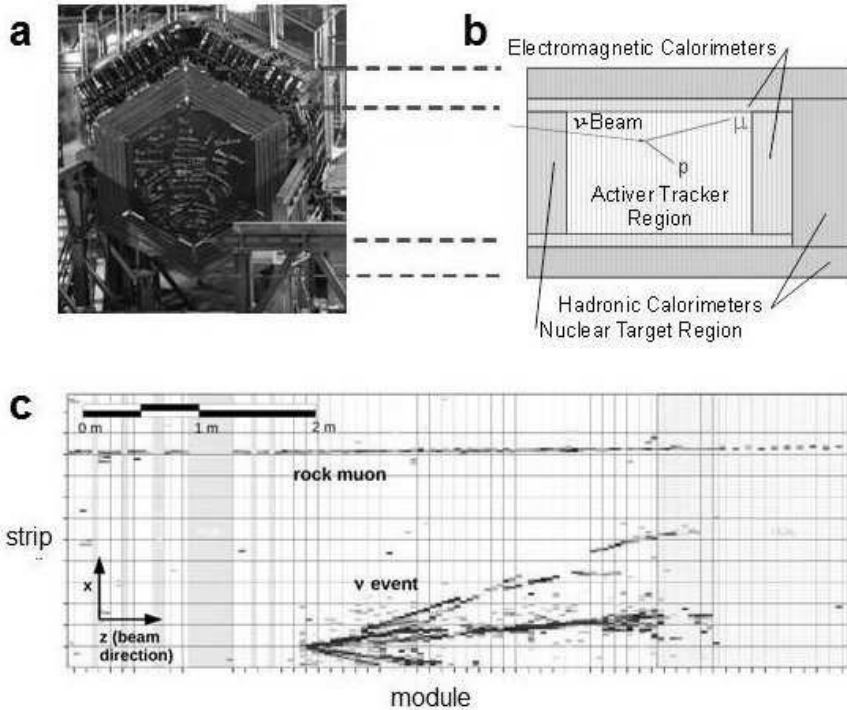 a
b
Electromagnetic Calorimeters
νBeam
μ
p
Activer Tracker
Region
Hadronic Calorimeters
Nuclear Target Region
c
0 m
1 m
2 m
rock muon
strip
x
ν event
z (beam
direction)
module